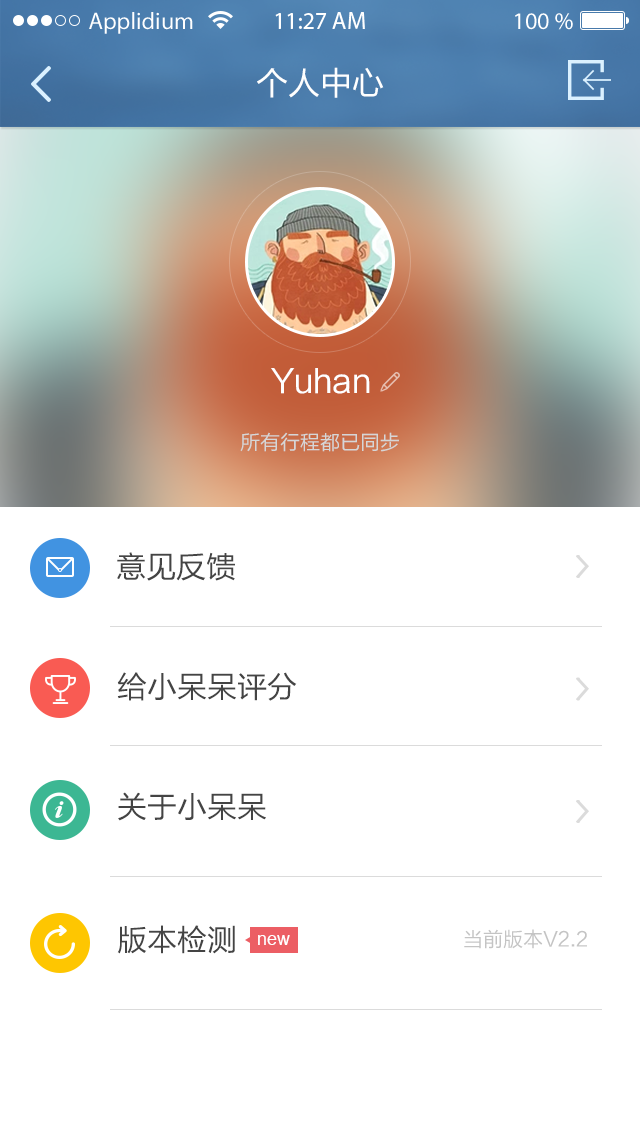 Applidium 11:27 AM 100 %
个人中心
Yuhan
所有行程都已同步
意见反馈
给小呆呆评分
关于小呆呆
版本检测 new 当前版本V2.2